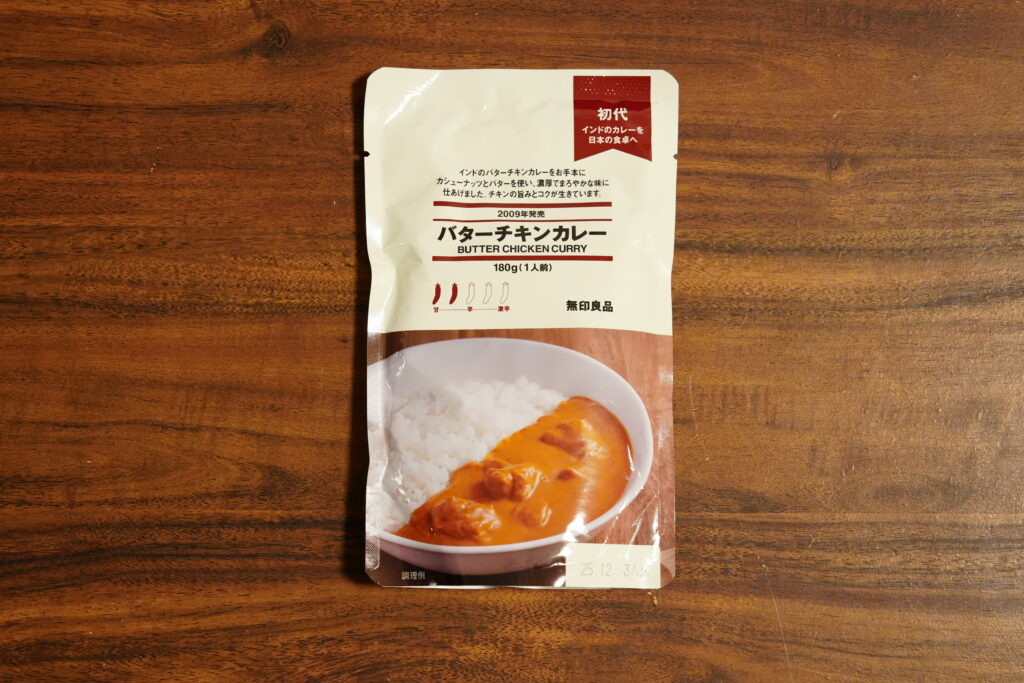 初代
インドのカレーを
日本の食卓へ
インドのバターチキンカレーをお手本に
カシューナッツとバターを使い、濃厚でまろやかな味に
仕あげました。チキンの旨みとコクが生きています。
2009年発売
バターチキンカレー
BUTTER CHICKEN CURRY
180g(1人前)
甘 辛 激辛
無印良品
調理例
25.12.